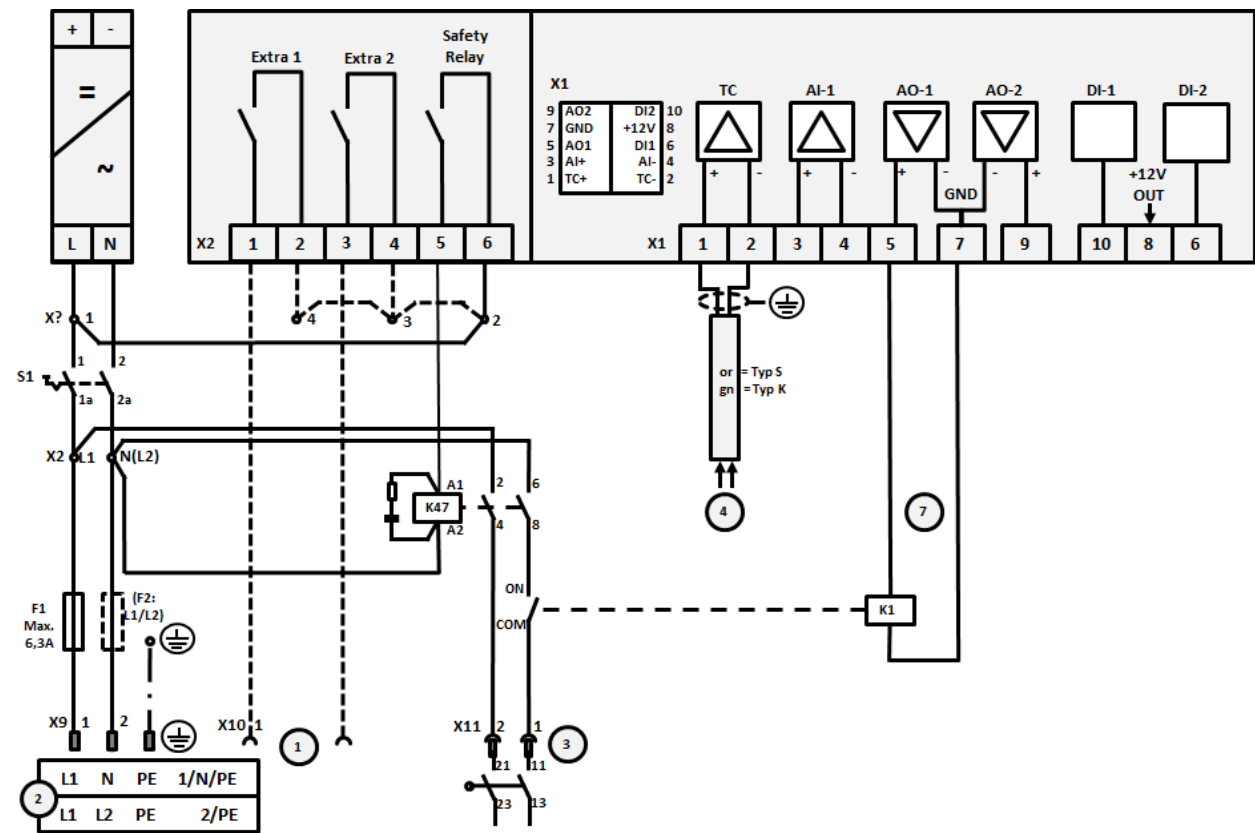 + -
=
~
L N
Safety
Relay
Extra 1 Extra 2
X2 1 2 3 4 5 6
X1
9 AO2 DI2 10
7 GND +12V 8
5 AO1 DI1 6
3 AI+ AI- 4
1 TC+ TC- 2
TC AI-1 AO-1 AO-2 DI-1 DI-2
+ - + - + - - +
GND
+12V
OUT
X1 1 2 3 4 5 7 9 10 8 6
X? 1 4 3 2
1 2
S1
1a 2a
X2 L1 N(L2)
or = Typ S
gn = Typ K
A1 2 6
K47
A2 4 8
4 7
ON
COM
K1
F1
Max.
6,3A
(F2:
L1/L2)
X9 1 2
X10 1
1
X11 2 1
3
21 11
23 13
2
L1 N PE 1/N/PE
L1 L2 PE 2/PE